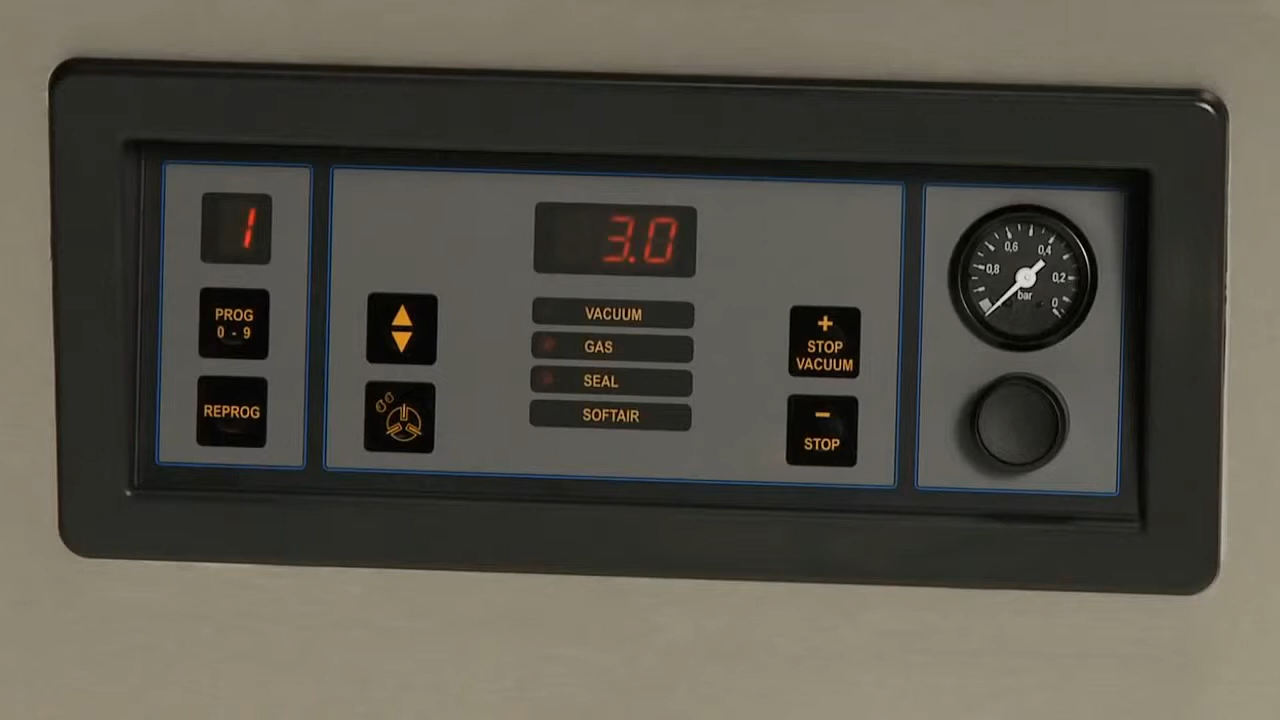 1
PROG
0 - 9
REPROG
3.0
VACUUM
GAS
SEAL
SOFTAIR
+
STOP
VACUUM
-
STOP
0,8
0,6
0,4
0,2
0
bar